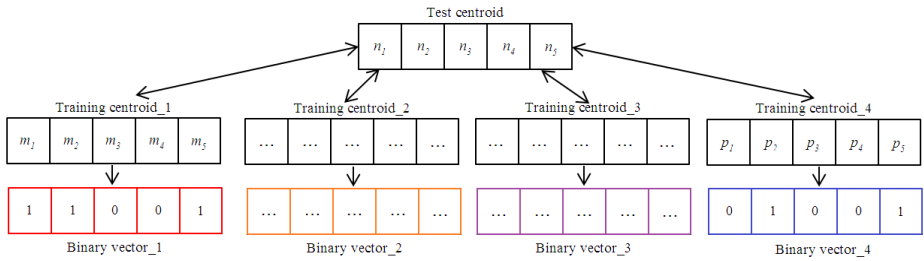 Test centroid
n1 n2 n3 n4 n5
Training centroid_1 Training centroid_2 Training centroid_3 Training centroid_4
m1 m2 m3 m4 m5 … … … … … … … … … … p1 p2 p3 p4 p5
1 1 0 0 1 … … … … … … … … … … 0 1 0 0 1
Binary vector_1 Binary vector_2 Binary vector_3 Binary vector_4